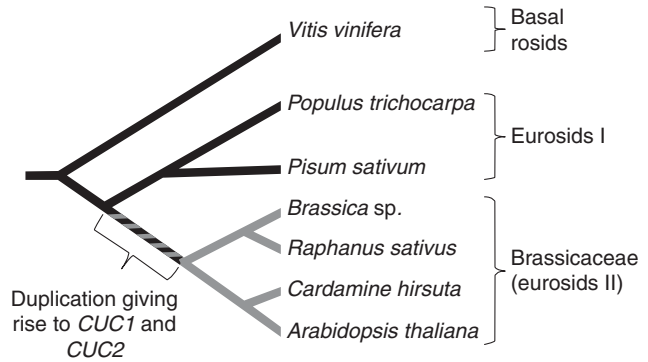 Vitis vinifera
Basal
rosids
Populus trichocarpa
Eurosids I
Pisum sativum
Brassica sp.
Raphanus sativus
Brassicaceae
(eurosids II)
Cardamine hirsuta
Arabidopsis thaliana
Duplication giving
rise to CUC1 and
CUC2